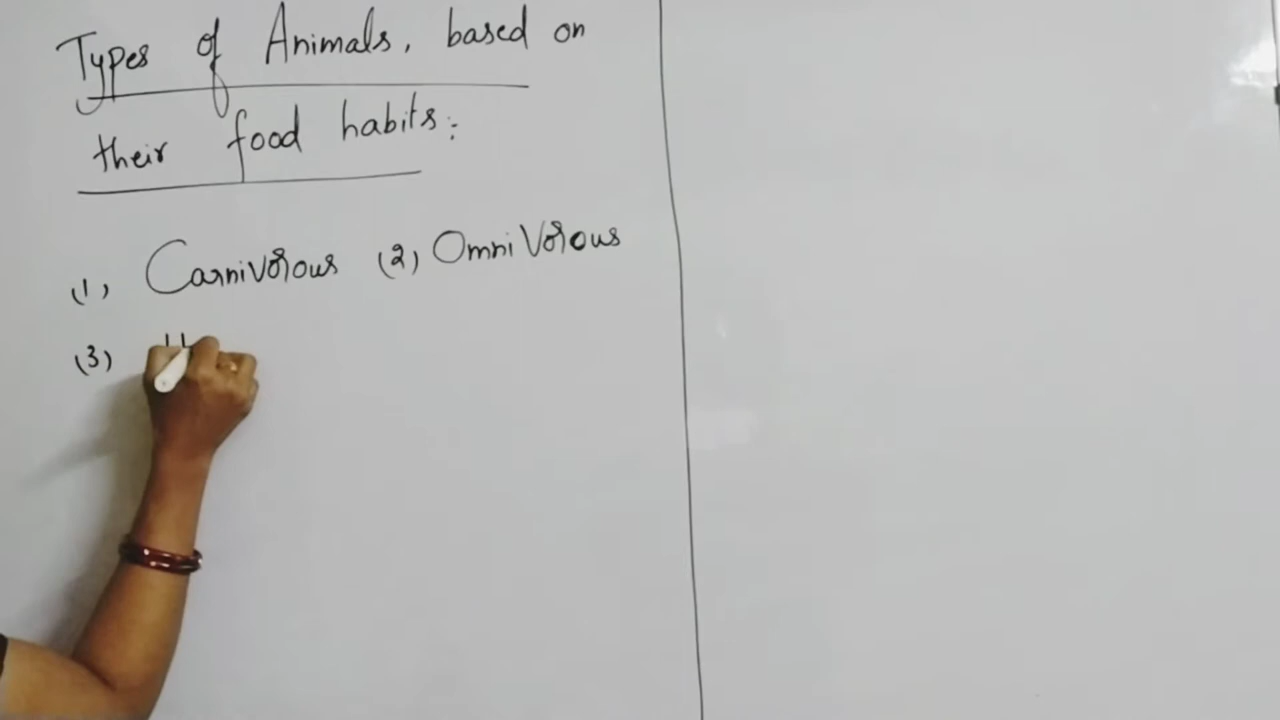 Types of Animals, based on
their food habits:
(1) Carnivorous (2) Omnivorous
(3)